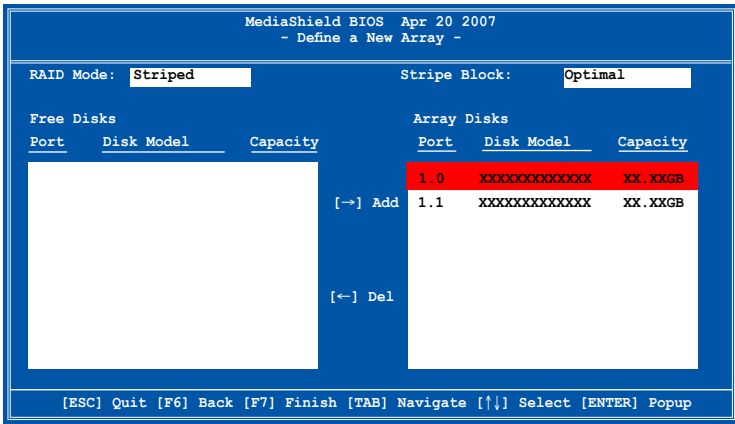 MediaShield BIOS  Apr 20 2007
- Define a New Array -
RAID Mode: Striped
Stripe Block: Optimal
Free Disks
Port Disk Model Capacity
Array Disks
Port Disk Model Capacity
1.0 XXXXXXXXXXXXX XX.XXGB
1.1 XXXXXXXXXXXXX XX.XXGB
[→] Add
[←] Del
[ESC] Quit [F6] Back [F7] Finish [TAB] Navigate [↑↓] Select [ENTER] Popup